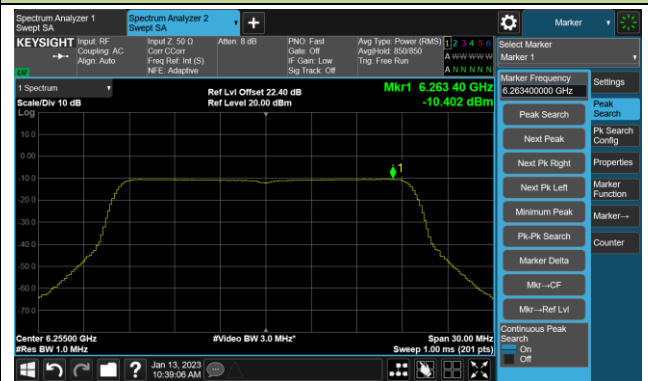 Spectrum Analyzer 1
Swept SA
Spectrum Analyzer 2
Swept SA
Marker
KEYSIGHT
Input: RF
Coupling: AC
Align: Auto
Input Z: 50 Ω
Corr CCorr
Freq Ref: Int (S)
NFE: Adaptive
Atten: 8 dB
PNO: Fast
Gate: Off
IF Gain: Low
Sig Track: Off
Avg Type: Power (RMS)
Avg|Hold: 850/850
Trig: Free Run
1 2 3 4 5 6
A W W W W W
A N N N N N
Select Marker
Marker 1
1 Spectrum
Scale/Div 10 dB
Log
Ref Lvl Offset 22.40 dB
Ref Level 20.00 dBm
Mkr1 6.263 40 GHz
-10.402 dBm
10.0
0.00
-10.0
-20.0
-30.0
-40.0
-50.0
-60.0
-70.0
1
Center 6.25500 GHz
#Res BW 1.0 MHz
#Video BW 3.0 MHz*
Span 30.00 MHz
Sweep 1.00 ms (201 pts)
Marker Frequency
6.263400000 GHz
Peak Search
Next Peak
Next Pk Right
Next Pk Left
Minimum Peak
Pk-Pk Search
Marker Delta
Mkr→CF
Mkr→Ref Lvl
Continuous Peak
Search
On
Off
Settings
Peak
Search
Pk Search
Config
Properties
Marker
Function
Marker→
Counter
Jan 13, 2023
10:39:06 AM